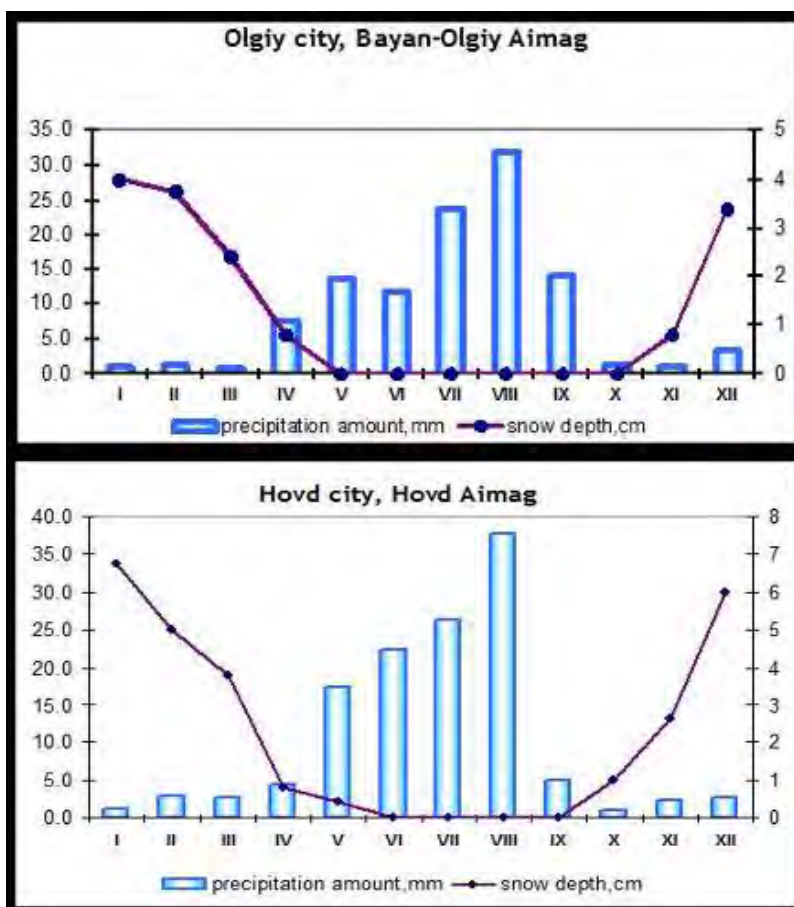 Olgiy city, Bayan-Olgiy Aimag
35.0 5
30.0 4
25.0
20.0 3
15.0 2
10.0
5.0 1
0.0 0
I II III IV V VI VII VIII IX X XI XII
precipitation amount,mm snow depth,cm
Hovd city, Hovd Aimag
40.0 8
35.0 7
30.0 6
25.0 5
20.0 4
15.0 3
10.0 2
5.0 1
0.0 0
I II III IV V VI VII VIII IX X XI XII
precipitation amount,mm snow depth,cm